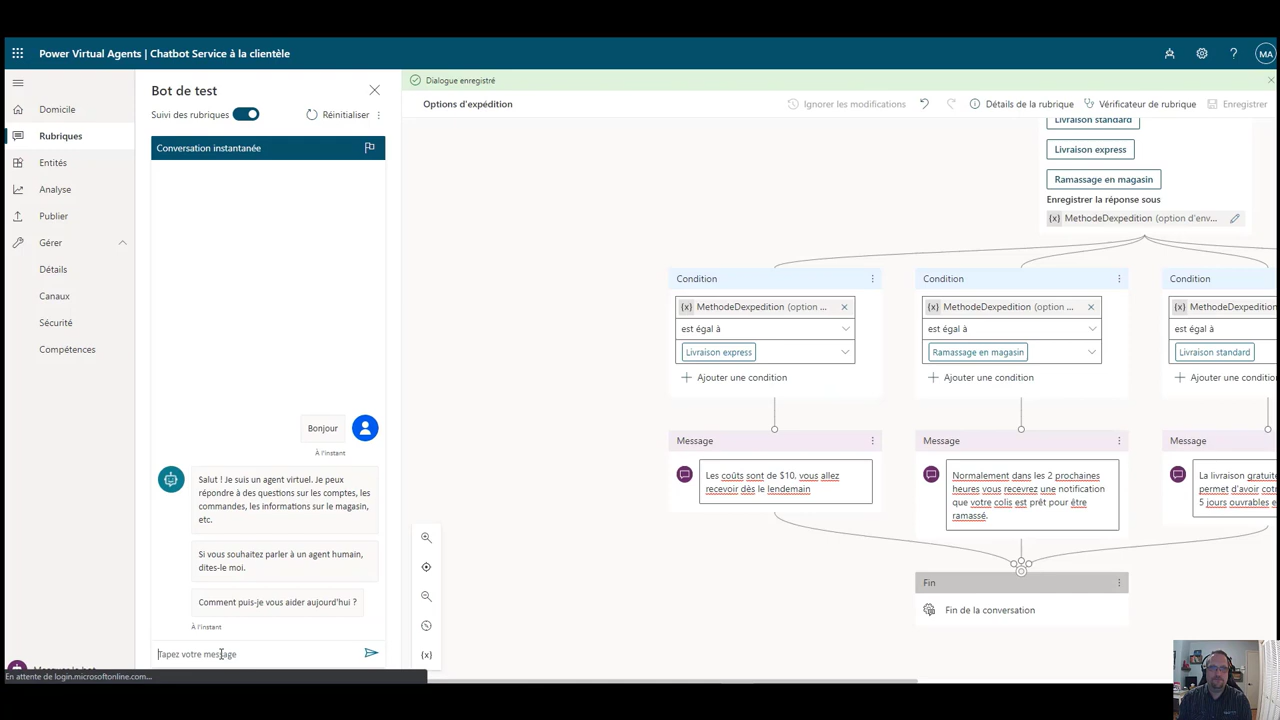 Power Virtual Agents | Chatbot Service à la clientèle
MA
Domicile
Rubriques
Entités
Analyse
Publier
Gérer
Détails
Canaux
Sécurité
Compétences
En attente de login.microsoftonline.com...
Bot de test
Suivi des rubriques
Réinitialiser
Conversation instantanée
Bonjour
À l'instant
Salut ! Je suis un agent virtuel. Je peux
répondre à des questions sur les comptes, les
commandes, les informations sur le magasin,
etc.
Si vous souhaitez parler à un agent humain,
dites-le moi.
Comment puis-je vous aider aujourd'hui ?
À l'instant
Tapez votre message
Dialogue enregistré
Options d'expédition
Ignorer les modifications
Détails de la rubrique
Vérificateur de rubrique
Enregistrer
Livraison standard
Livraison express
Ramassage en magasin
Enregistrer la réponse sous
{x} MethodeDexpedition (option d'env...
Condition
{x} MethodeDexpedition (option ...
est égal à
Livraison express
Ajouter une condition
Message
Les coûts sont de $10, vous allez
recevoir dès le lendemain
Condition
{x} MethodeDexpedition (option ...
est égal à
Ramassage en magasin
Ajouter une condition
Message
Normalement dans les 2 prochaines
heures vous recevrez une notification
que votre colis est prêt pour être
ramassé.
Condition
{x} MethodeDexpedition
est égal à
Livraison standard
Ajouter une condition
Message
La livraison gratuite
permet d'avoir
5 jours ouvrables
Fin
Fin de la conversation
{x}